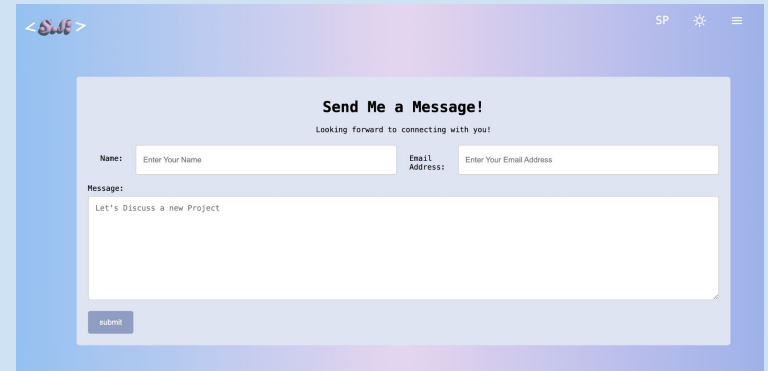 SP
Send Me a Message!
Looking forward to connecting with you!
Name:
Enter Your Name
Email
Address:
Enter Your Email Address
Message:
Let's Discuss a new Project
submit